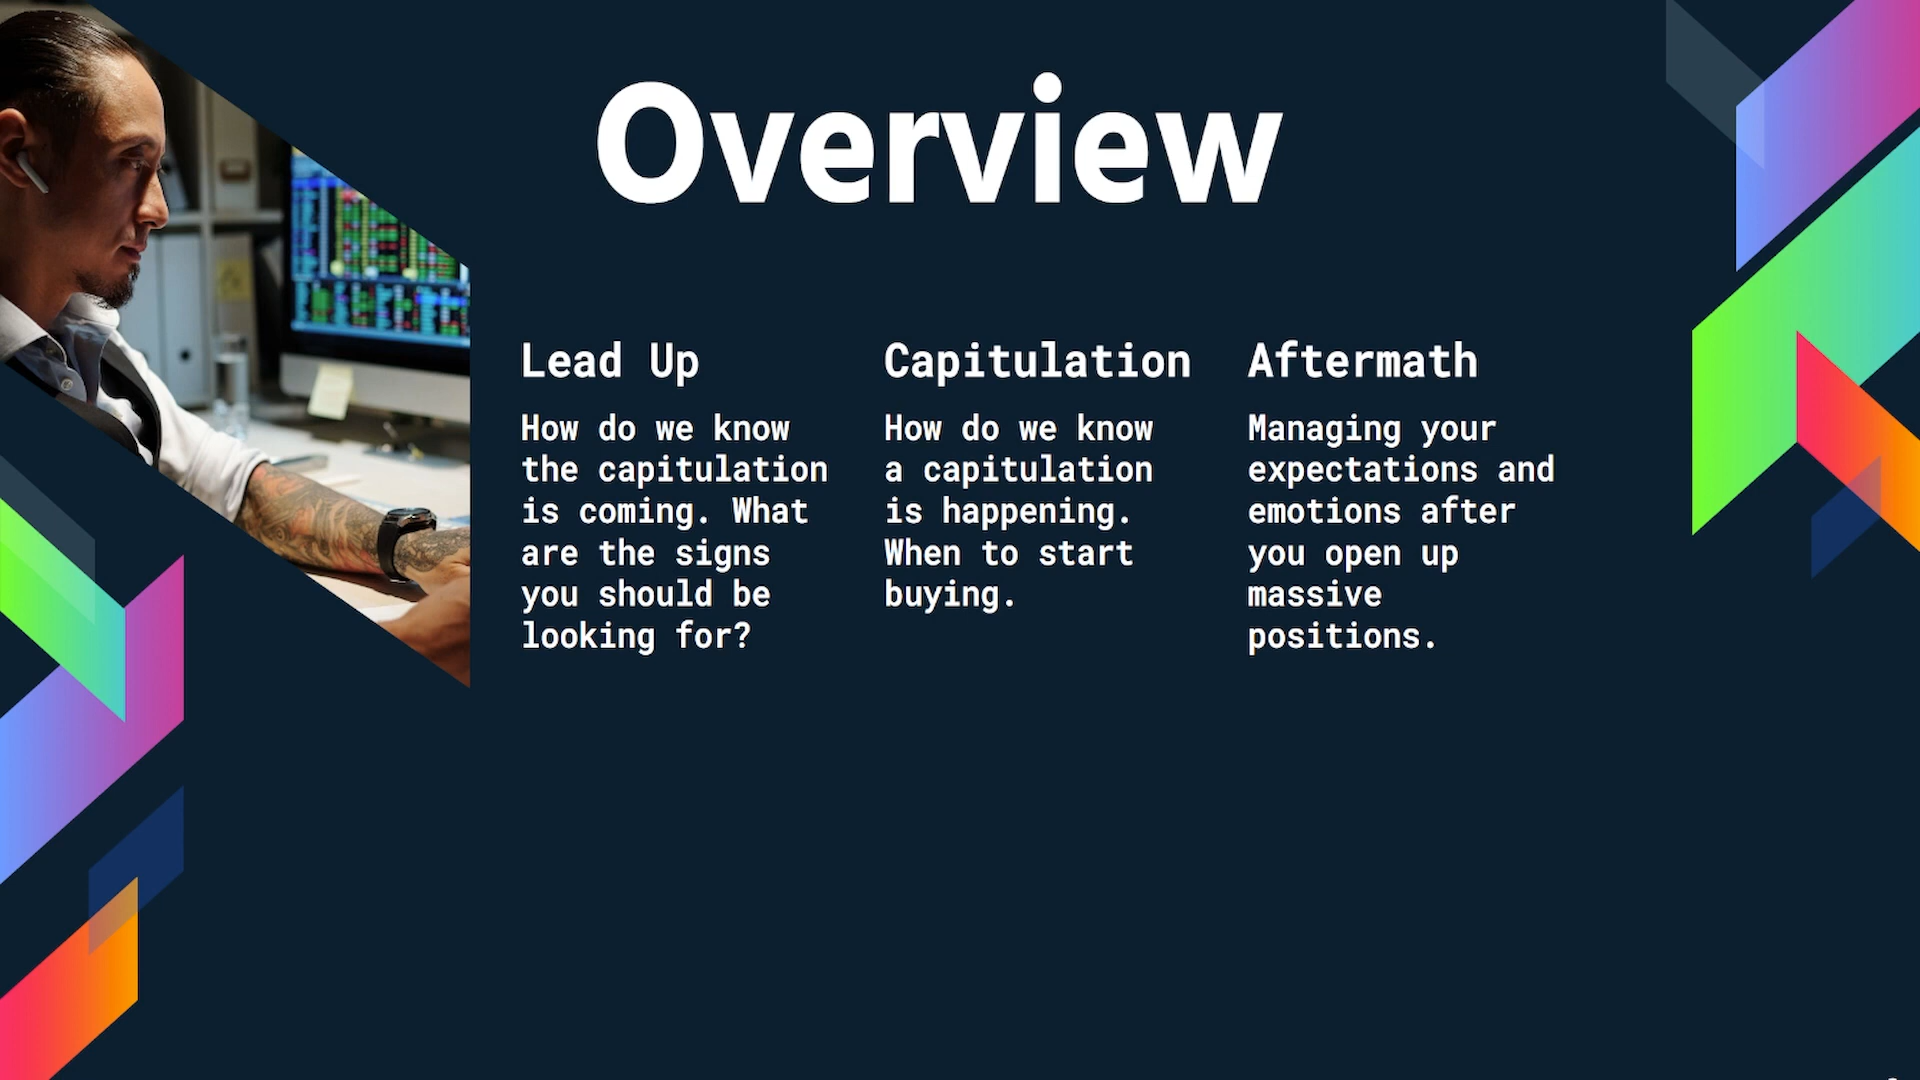 Overview
Lead Up
How do we know
the capitulation
is coming. What
are the signs
you should be
looking for?
Capitulation
How do we know
a capitulation
is happening.
When to start
buying.
Aftermath
Managing your
expectations and
emotions after
you open up
massive
positions.